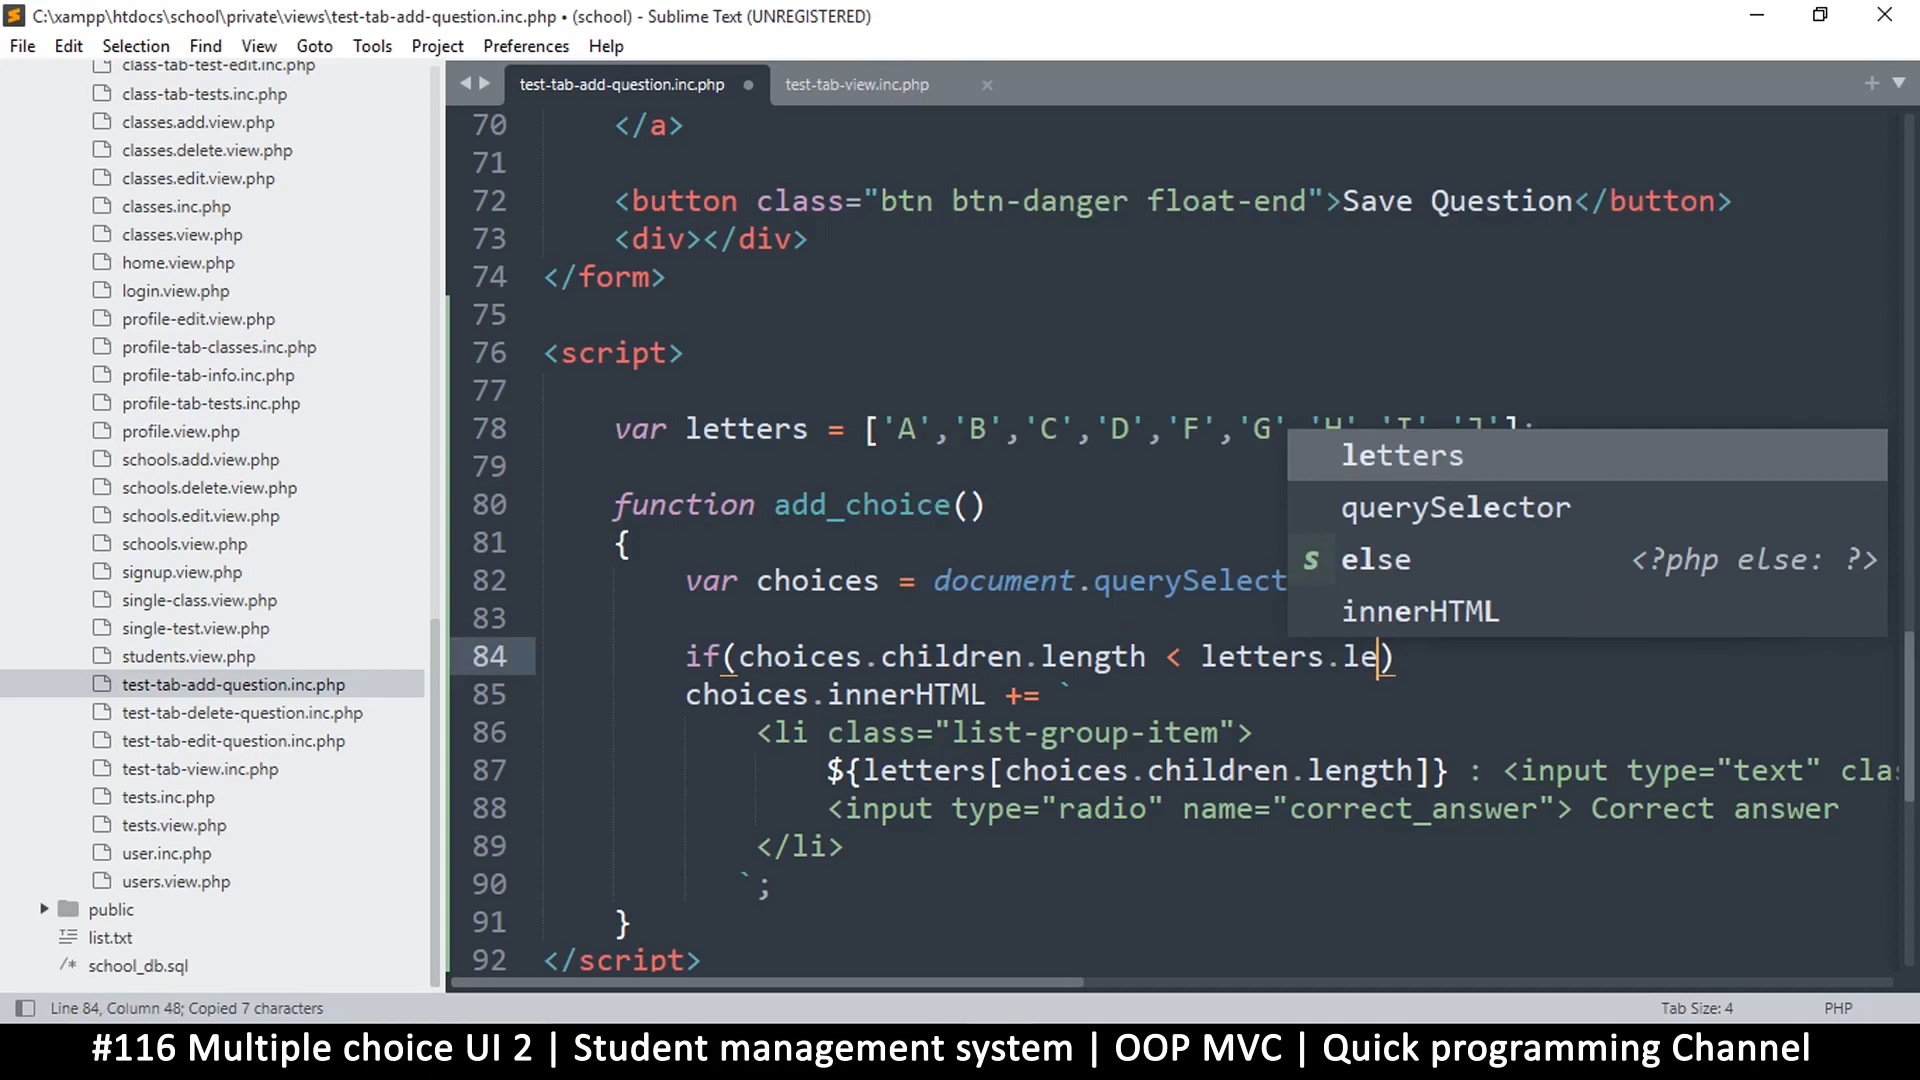 C:\xampp\htdocs\school\private\views\test-tab-add-question.inc.php • (school) - Sublime Text (UNREGISTERED)
File Edit Selection Find View Goto Tools Project Preferences Help
class-tab-test-edit.inc.php
class-tab-tests.inc.php
classes.add.view.php
classes.delete.view.php
classes.edit.view.php
classes.inc.php
classes.view.php
home.view.php
login.view.php
profile-edit.view.php
profile-tab-classes.inc.php
profile-tab-info.inc.php
profile-tab-tests.inc.php
profile.view.php
schools.add.view.php
schools.delete.view.php
schools.edit.view.php
schools.view.php
signup.view.php
single-class.view.php
single-test.view.php
students.view.php
test-tab-add-question.inc.php
test-tab-delete-question.inc.php
test-tab-edit-question.inc.php
test-tab-view.inc.php
tests.inc.php
tests.view.php
user.inc.php
users.view.php
public
list.txt
school_db.sql
test-tab-add-question.inc.php test-tab-view.inc.php
70 </a>
71
72 <button class="btn btn-danger float-end">Save Question</button>
73 <div></div>
74 </form>
75
76 <script>
77
78 var letters = ['A','B','C','D','F','G','H','I','J'];
79
80 function add_choice()
81 {
82 var choices = document.querySelect
83
84 if(choices.children.length < letters.le)
85 choices.innerHTML += `
86 <li class="list-group-item">
87 ${letters[choices.children.length]} : <input type="text" clas
88 <input type="radio" name="correct_answer"> Correct answer
89 </li>
90 `;
91 }
92 </script>
letters
querySelector
s else <?php else: ?>
innerHTML
Line 84, Column 48; Copied 7 characters
Tab Size: 4 PHP
#116 Multiple choice UI 2 | Student management system | OOP MVC | Quick programming Channel